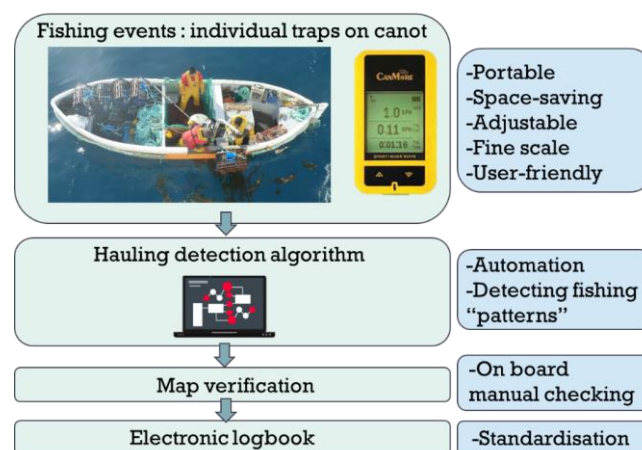 Fishing events : individual traps on canot
CANMORE
1.0
0.11
0:01:16
-Portable
-Space-saving
-Adjustable
-Fine scale
-User-friendly
Hauling detection algorithm
-Automation
-Detecting fishing
“patterns”
Map verification
-On board
manual checking
Electronic logbook
-Standardisation